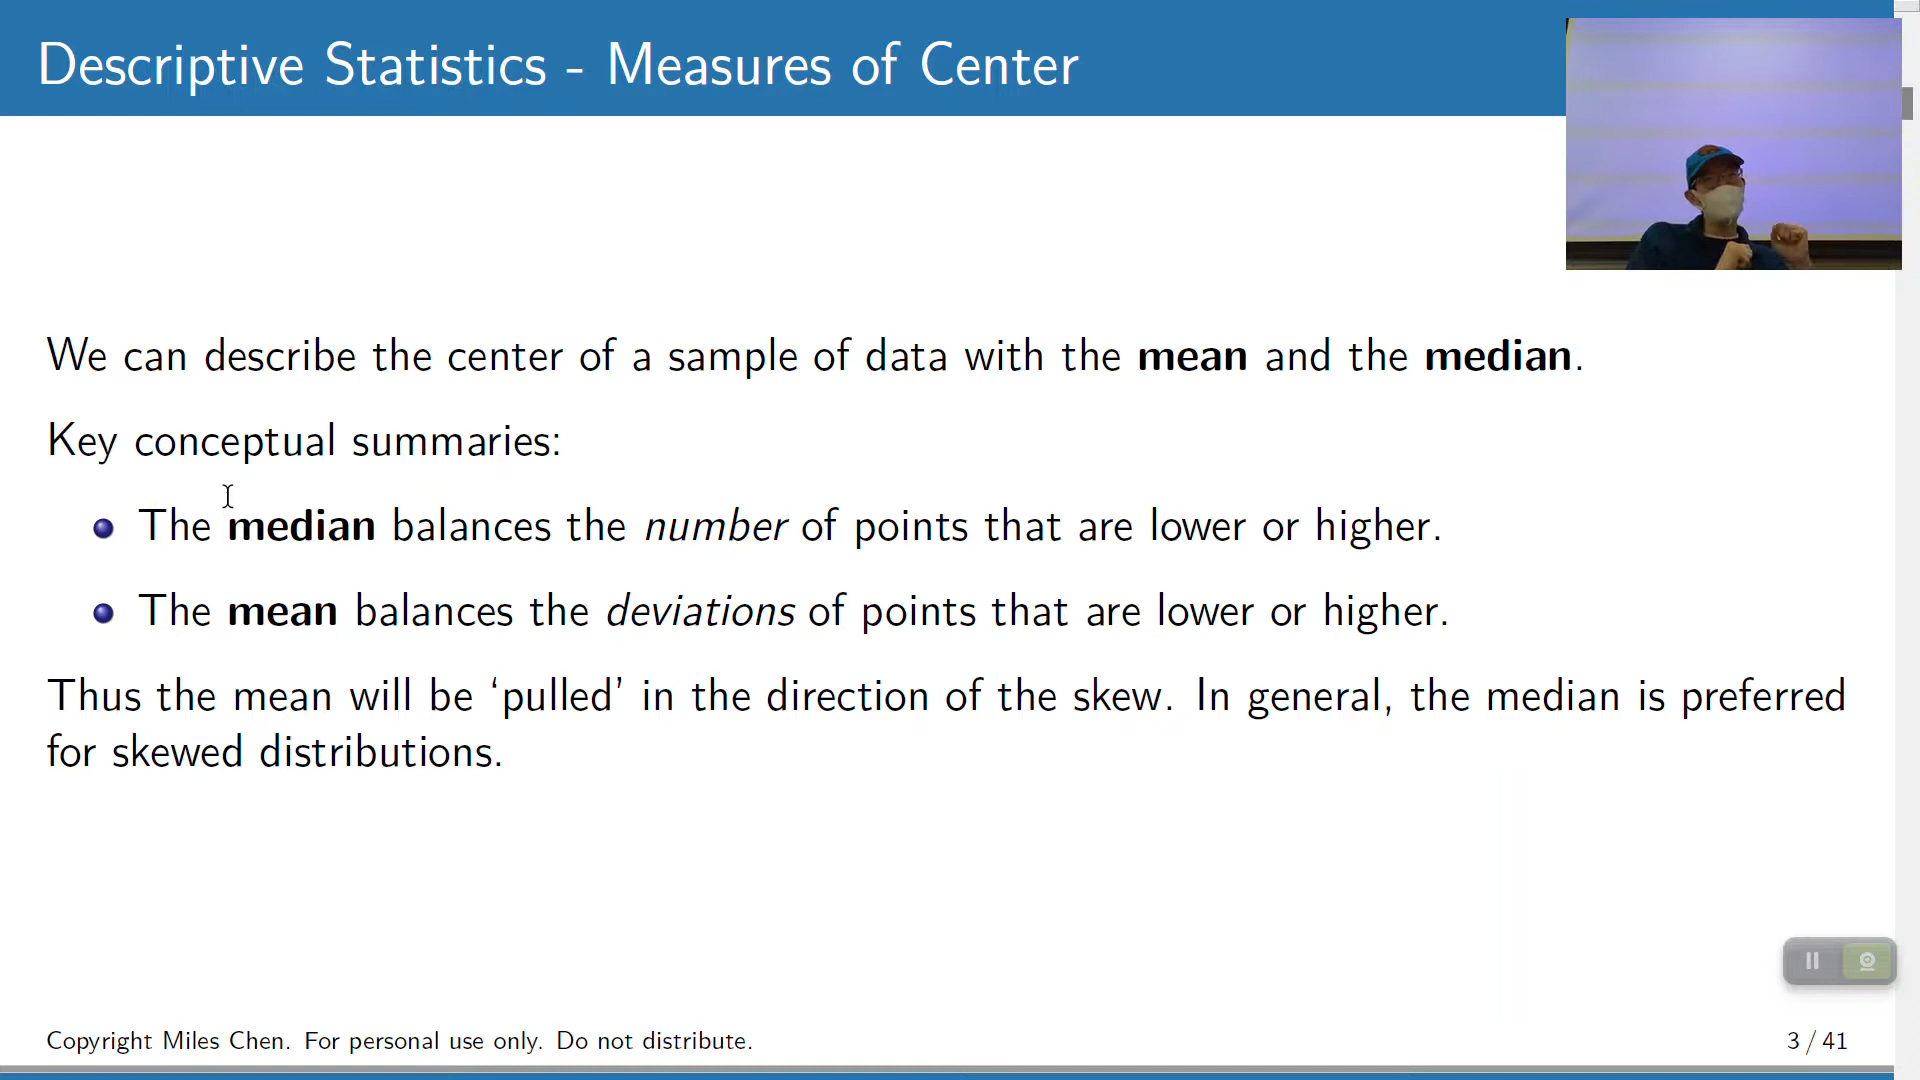 Descriptive Statistics - Measures of Center
We can describe the center of a sample of data with the mean and the median.
Key conceptual summaries:
The median balances the number of points that are lower or higher.
The mean balances the deviations of points that are lower or higher.
Thus the mean will be ‘pulled’ in the direction of the skew. In general, the median is preferred
for skewed distributions.
Copyright Miles Chen. For personal use only. Do not distribute.
3 / 41